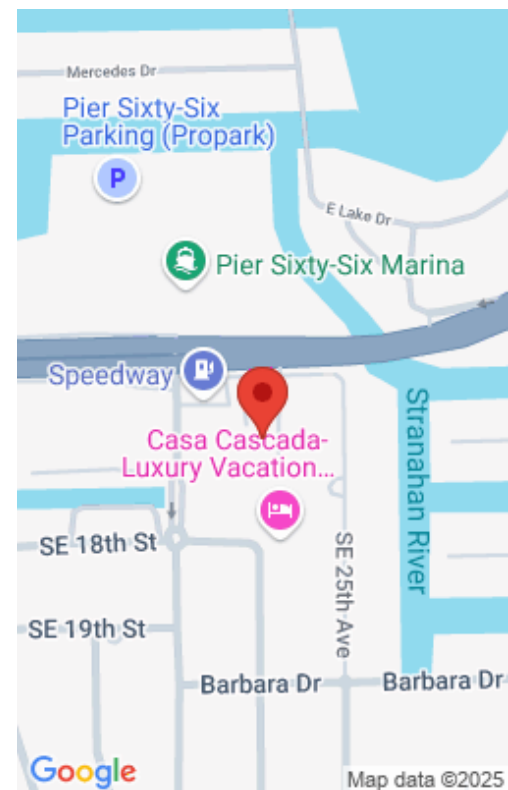 Mercedes Dr
Pier Sixty-Six
Parking (Propark)
P
E Lake Dr
Pier Sixty-Six Marina
Speedway
Casa Cascada-
Luxury Vacation...
Stranahan River
SE 18th St
SE 25th Ave
SE 19th St
Barbara Dr
Barbara Dr
Google
Map data ©2025